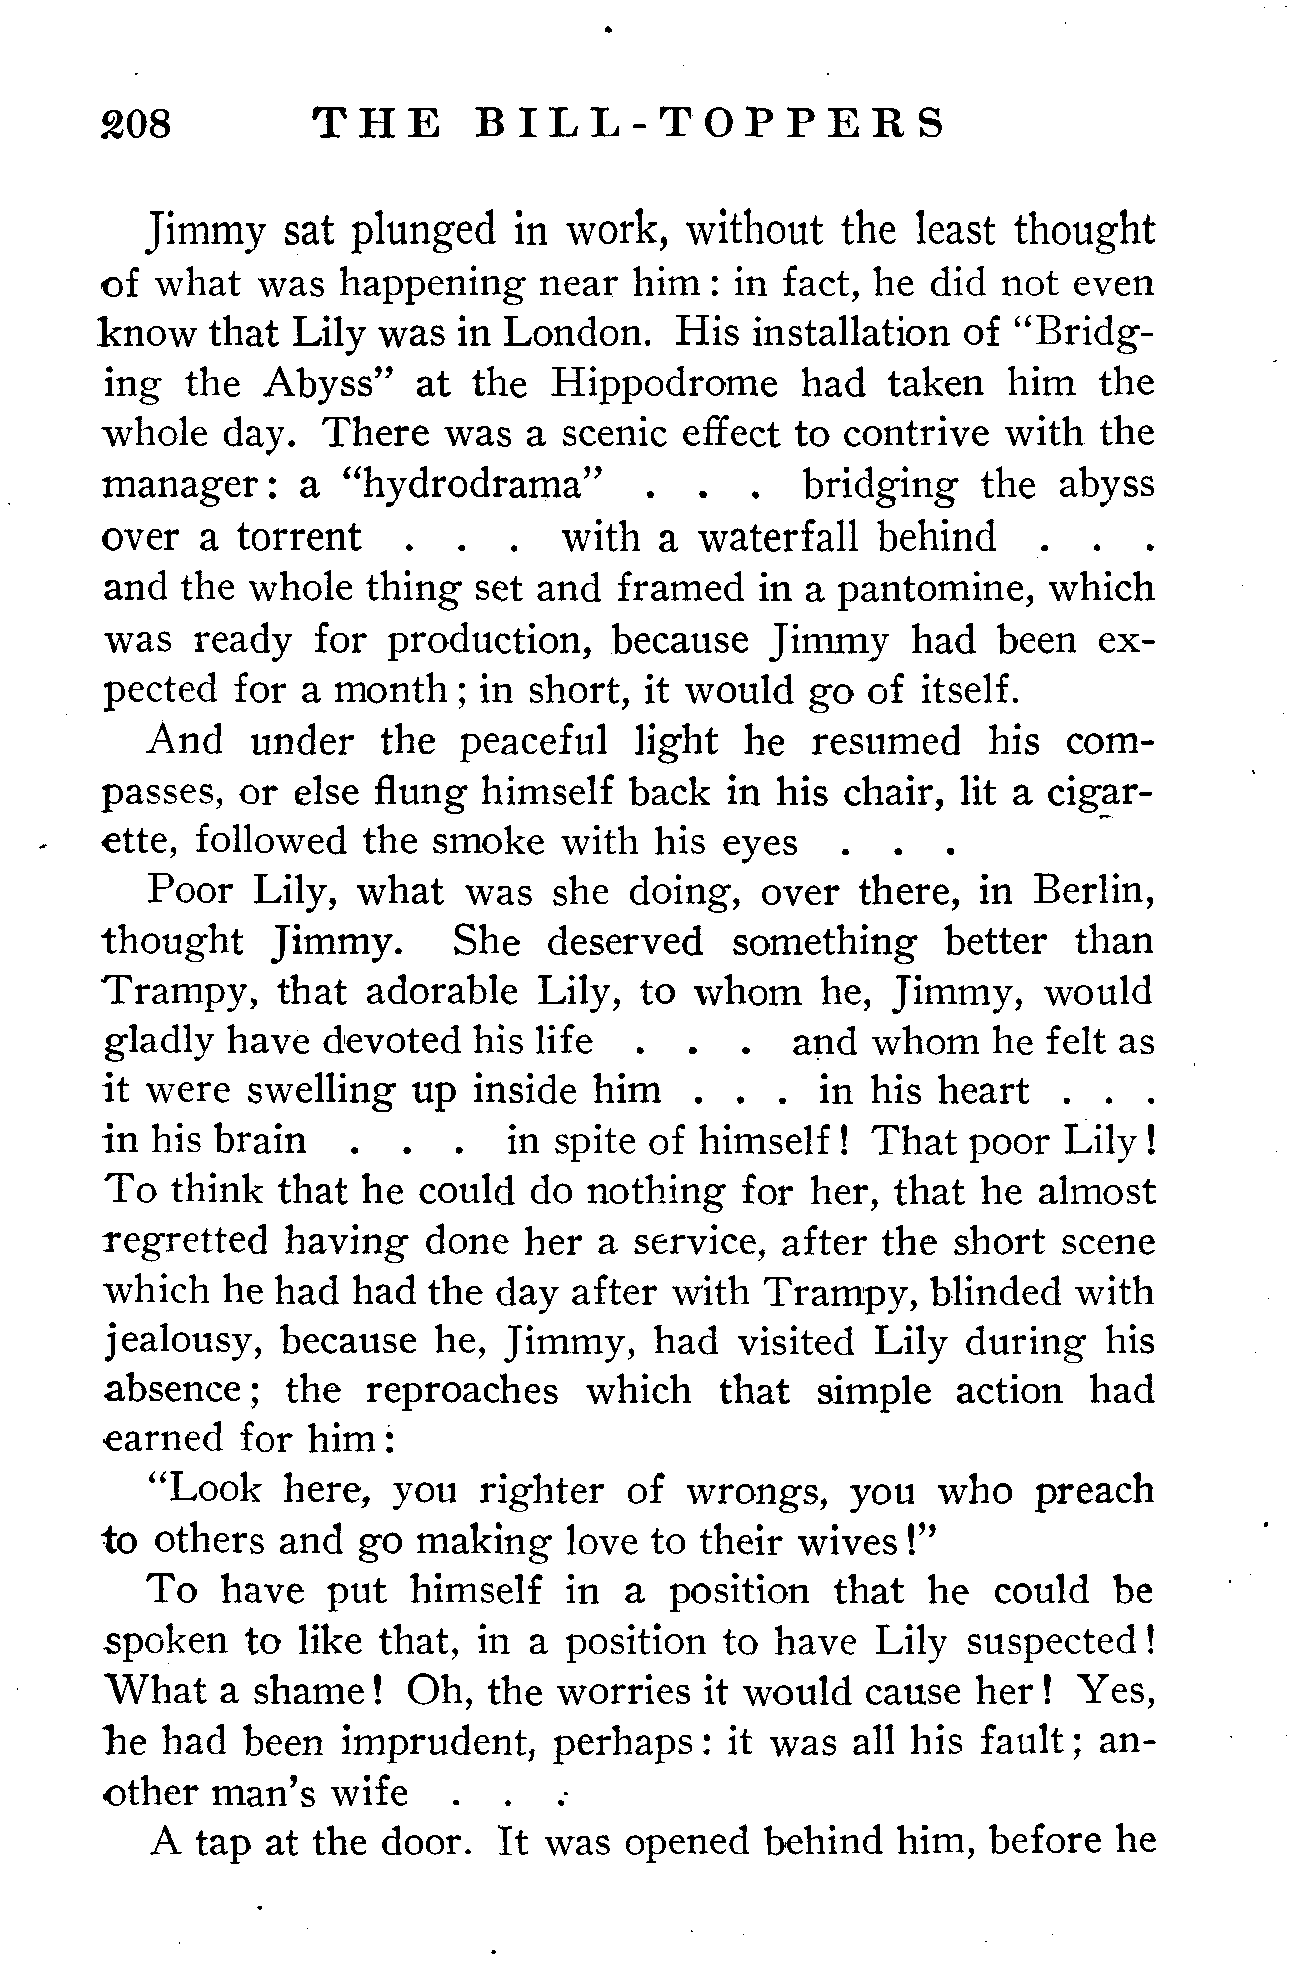 208 THE BILL-TOPPERS
Jimmy sat plunged in work, without the least thought
of what was happening near him: in fact, he did not even
know that Lily was in London. His installation of “Bridg-
ing the Abyss” at the Hippodrome had taken him the
whole day. There was a scenic effect to contrive with the
manager: a “hydrodrama” . . . bridging the abyss
over a torrent . . . with a waterfall behind . . .
and the whole thing set and framed in a pantomine, which
was ready for production, because Jimmy had been ex-
pected for a month; in short, it would go of itself.
And under the peaceful light he resumed his com-
passes, or else flung himself back in his chair, lit a cigar-
ette, followed the smoke with his eyes . . .
Poor Lily, what was she doing, over there, in Berlin,
thought Jimmy. She deserved something better than
Trampy, that adorable Lily, to whom he, Jimmy, would
gladly have devoted his life . . . and whom he felt as
it were swelling up inside him . . . in his heart . . .
in his brain . . . in spite of himself! That poor Lily!
To think that he could do nothing for her, that he almost
regretted having done her a service, after the short scene
which he had had the day after with Trampy, blinded with
jealousy, because he, Jimmy, had visited Lily during his
absence; the reproaches which that simple action had
earned for him:
“Look here, you righter of wrongs, you who preach
to others and go making love to their wives!”
To have put himself in a position that he could be
spoken to like that, in a position to have Lily suspected!
What a shame! Oh, the worries it would cause her! Yes,
he had been imprudent, perhaps: it was all his fault; an-
other man’s wife . . .
A tap at the door. It was opened behind him, before he